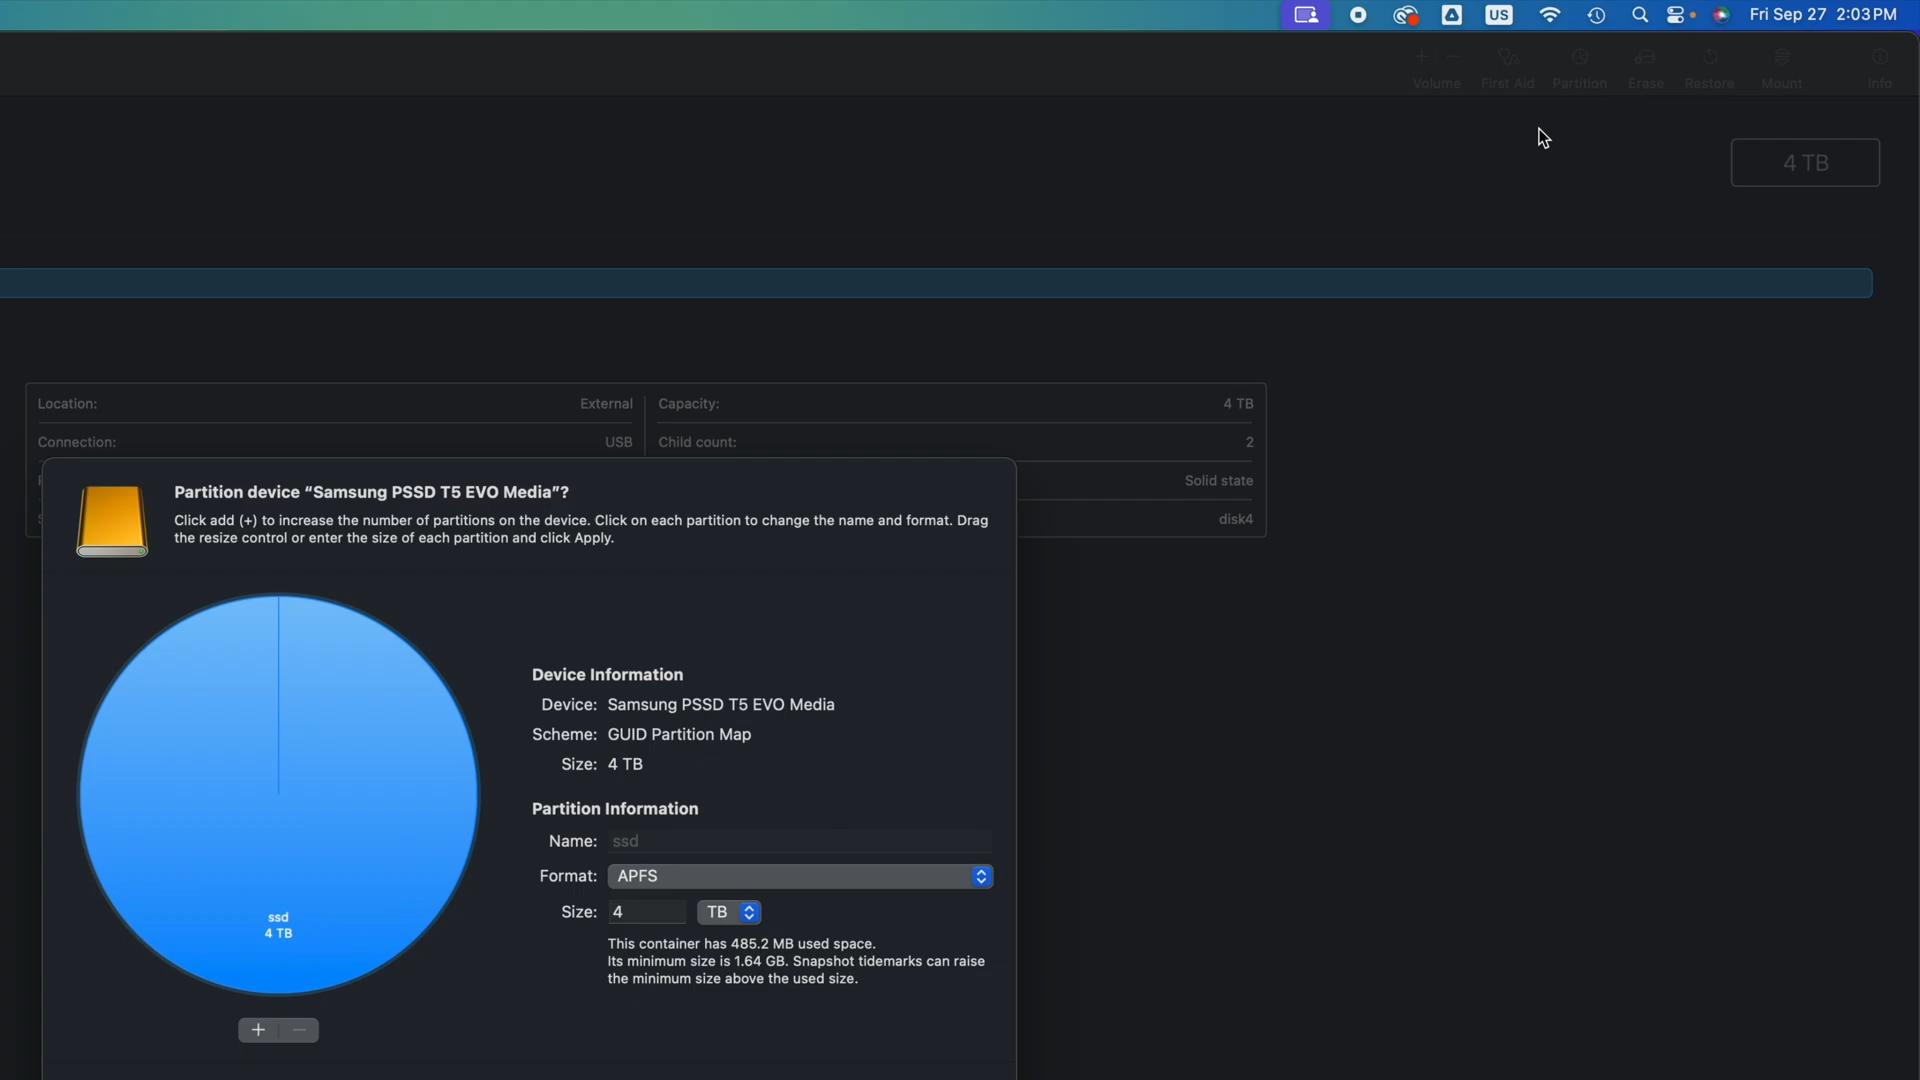 US
Fri Sep 27 2:03 PM
+ −
Volume First Aid Partition Erase Restore Mount Info
4 TB
Location: External
Capacity: 4 TB
Connection: USB
Child count: 2
Solid state
disk4
Partition device “Samsung PSSD T5 EVO Media”?
Click add (+) to increase the number of partitions on the device. Click on each partition to change the name and format. Drag
the resize control or enter the size of each partition and click Apply.
Device Information
Device: Samsung PSSD T5 EVO Media
Scheme: GUID Partition Map
Size: 4 TB
Partition Information
Name: ssd
Format: APFS
Size: 4 TB
This container has 485.2 MB used space.
Its minimum size is 1.64 GB. Snapshot tidemarks can raise
the minimum size above the used size.
ssd
4 TB
+ −